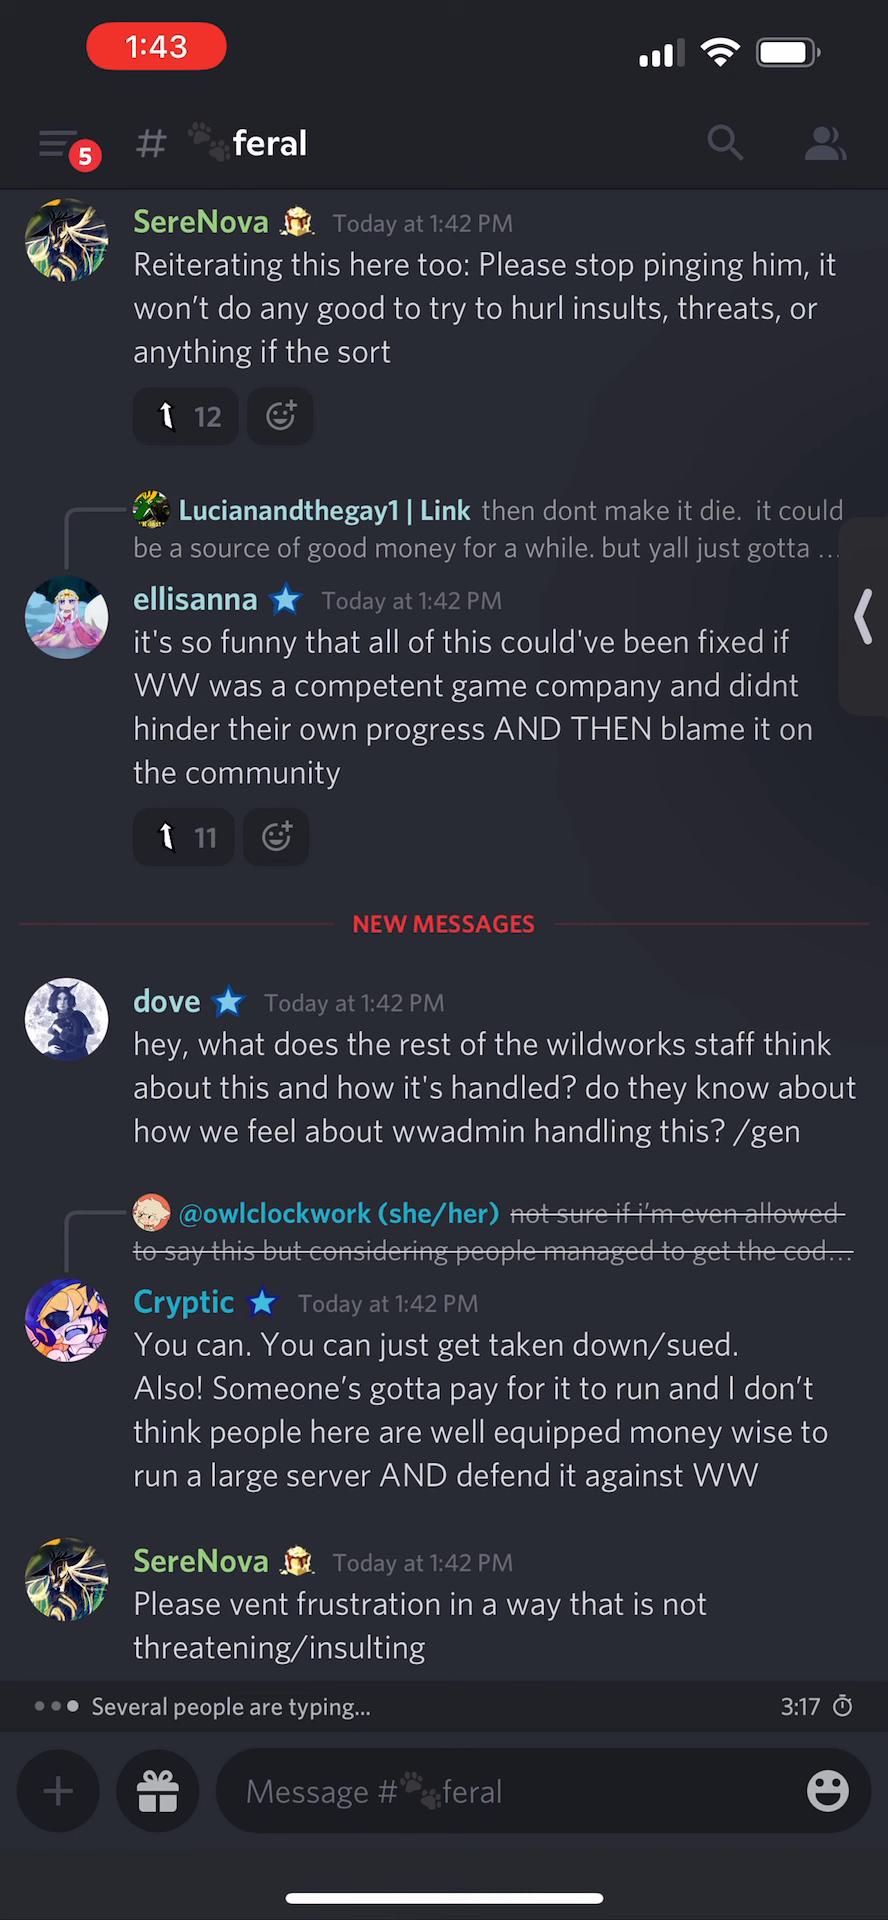 1:43
5
# feral
SereNova Today at 1:42 PM
Reiterating this here too: Please stop pinging him, it
won’t do any good to try to hurl insults, threats, or
anything if the sort
12
Lucianandthegay1 | Link then dont make it die. it could
be a source of good money for a while. but yall just gotta ...
ellisanna Today at 1:42 PM
it's so funny that all of this could've been fixed if
WW was a competent game company and didnt
hinder their own progress AND THEN blame it on
the community
11
NEW MESSAGES
dove Today at 1:42 PM
hey, what does the rest of the wildworks staff think
about this and how it's handled? do they know about
how we feel about wwadmin handling this? /gen
@owlclockwork (she/her) not sure if i’m even allowed
to say this but considering people managed to get the cod...
Cryptic Today at 1:42 PM
You can. You can just get taken down/sued.
Also! Someone’s gotta pay for it to run and I don’t
think people here are well equipped money wise to
run a large server AND defend it against WW
SereNova Today at 1:42 PM
Please vent frustration in a way that is not
threatening/insulting
Several people are typing... 3:17
Message # feral